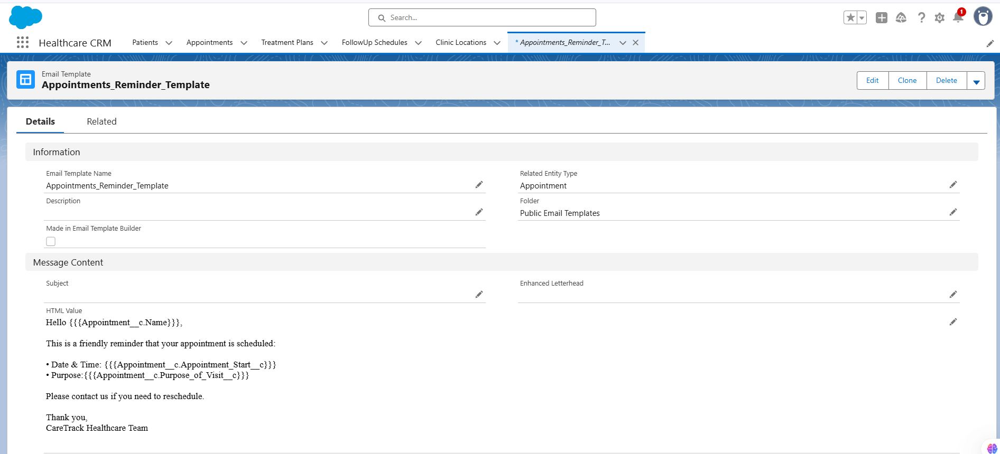 Search...
1
Healthcare CRM
Patients
Appointments
Treatment Plans
FollowUp Schedules
Clinic Locations
* Appointments_Reminder_T...
Email Template
Appointments_Reminder_Template
Edit
Clone
Delete
Details
Related
Information
Email Template Name
Appointments_Reminder_Template
Related Entity Type
Appointment
Description
Folder
Public Email Templates
Made in Email Template Builder
Message Content
Subject
Enhanced Letterhead
HTML Value
Hello {{{Appointment__c.Name}}},
This is a friendly reminder that your appointment is scheduled:
• Date & Time: {{{Appointment__c.Appointment_Start__c}}}
• Purpose:{{{Appointment__c.Purpose_of_Visit__c}}}
Please contact us if you need to reschedule.
Thank you,
CareTrack Healthcare Team